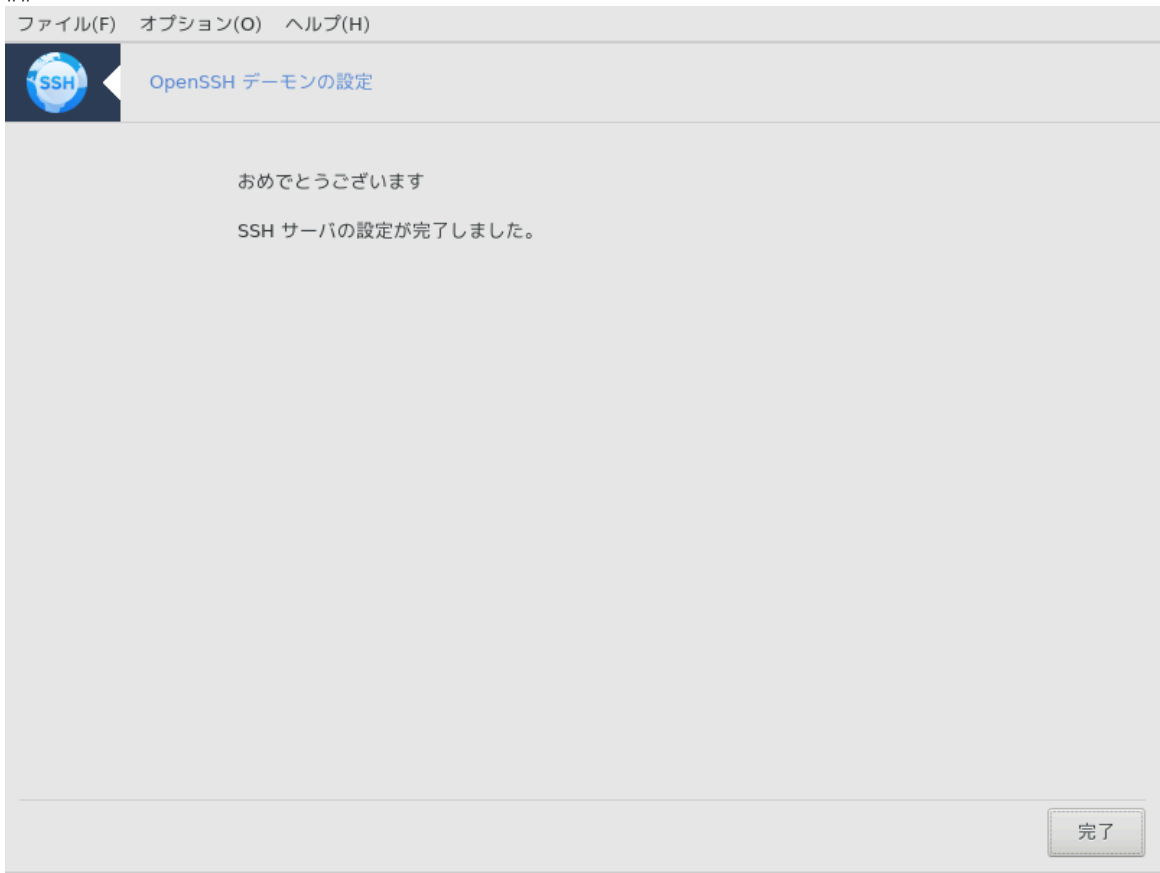 ファイル(F) オプション(O) ヘルプ(H)
SSH
OpenSSH デーモンの設定
おめでとうございます
SSH サーバの設定が完了しました。
完了